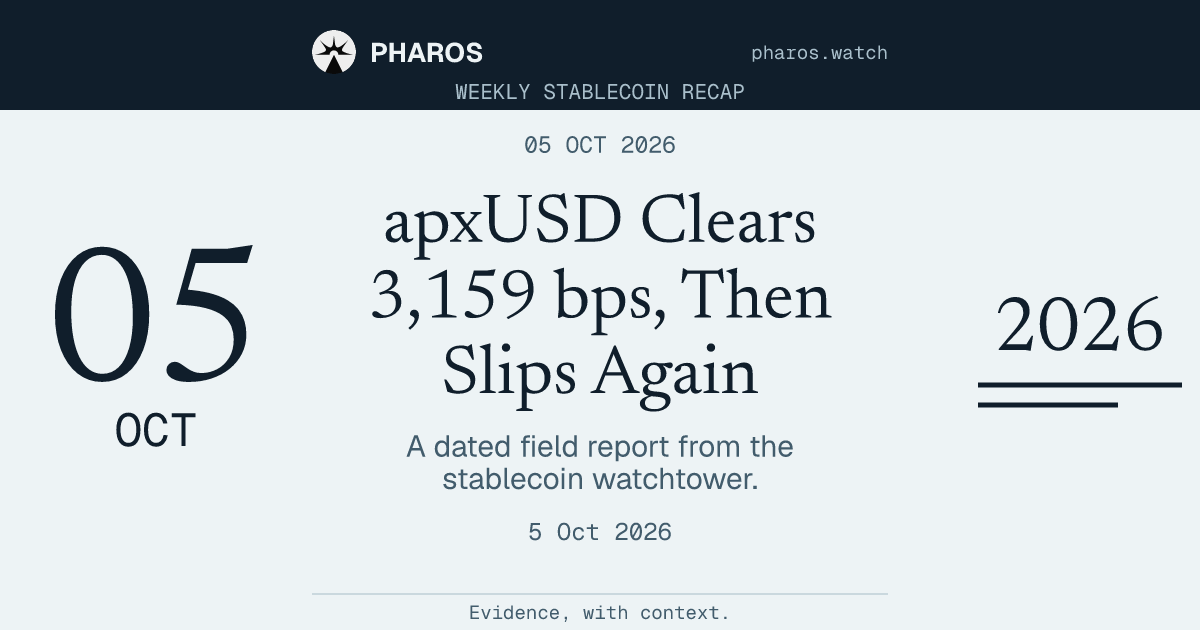 PHAROS
pharos.watch
WEEKLY STABLECOIN RECAP
05 OCT 2026
05
OCT
apxUSD Clears
3,159 bps, Then
Slips Again
2026
A dated field report from the
stablecoin watchtower.
5 Oct 2026
Evidence, with context.